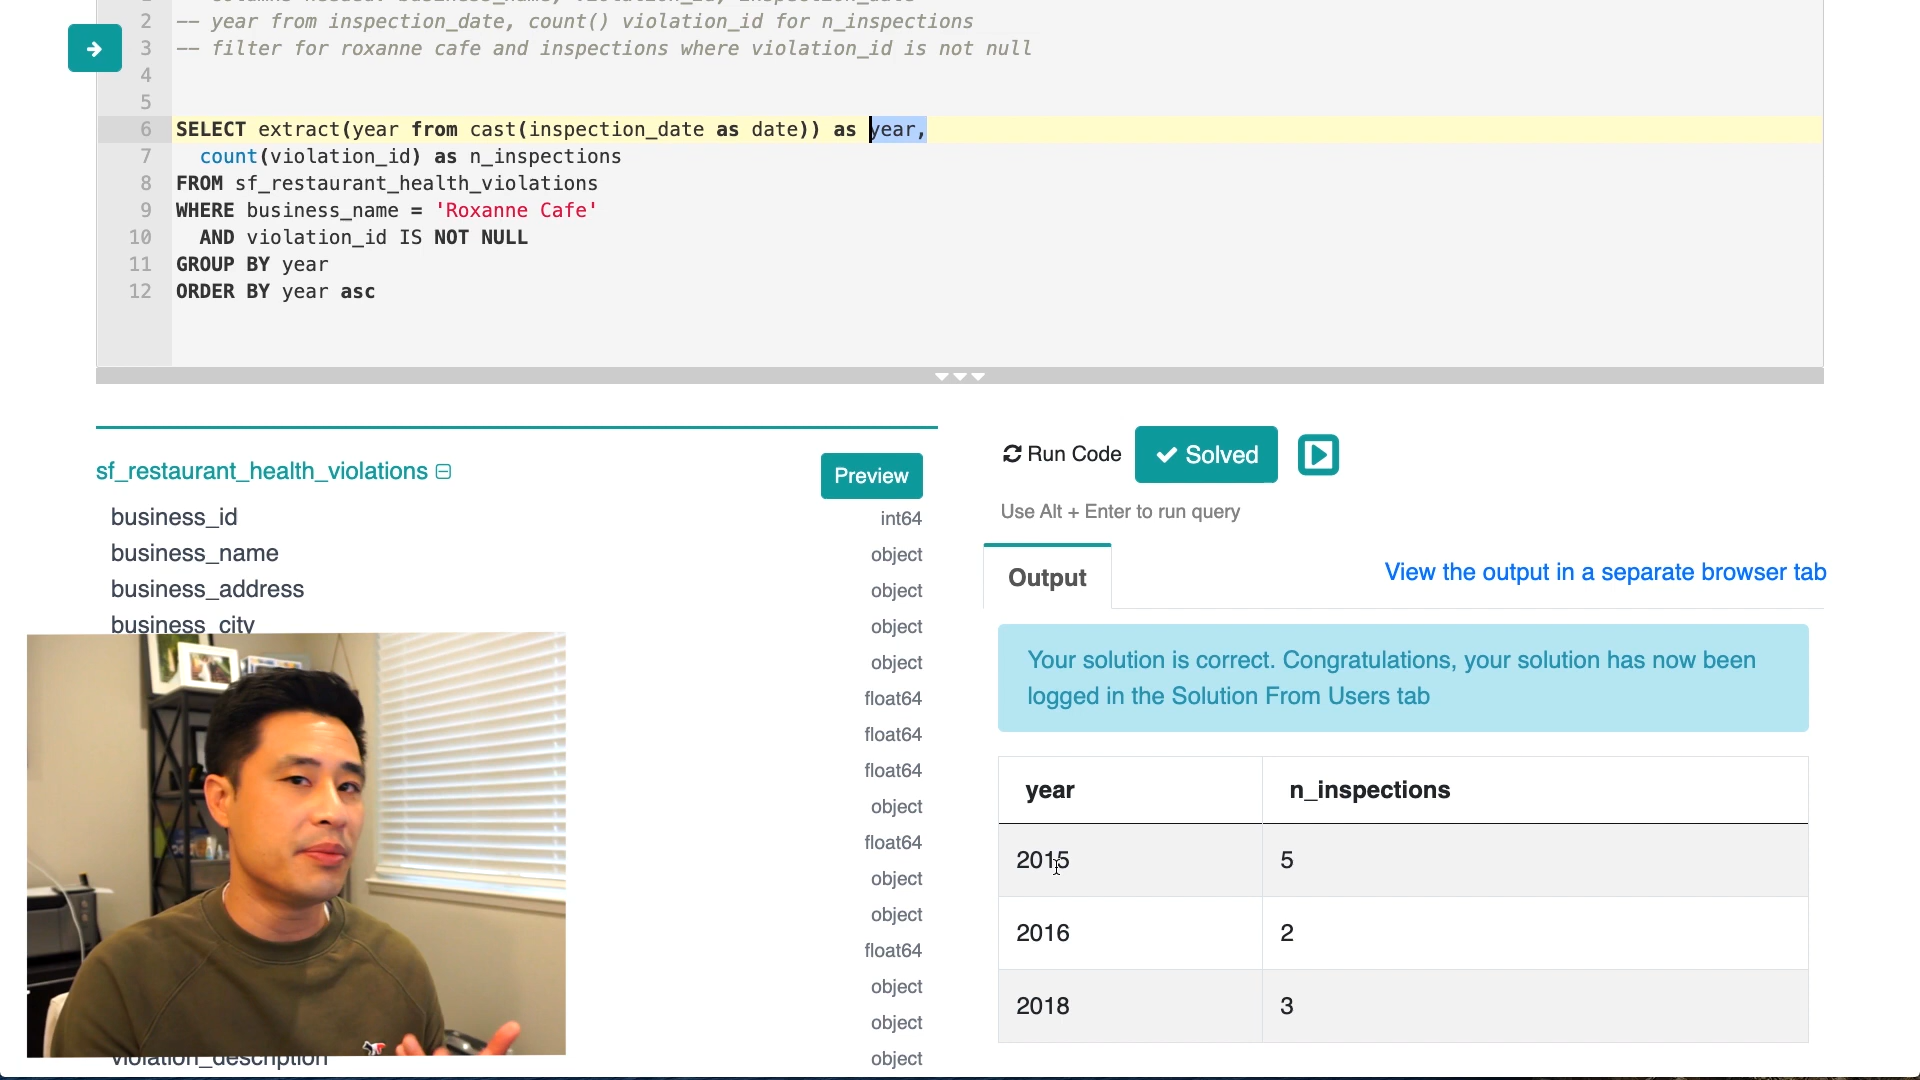 2 -- year from inspection_date, count() violation_id for n_inspections
3 -- filter for roxanne cafe and inspections where violation_id is not null
4
5
6 SELECT extract(year from cast(inspection_date as date)) as year,
7 count(violation_id) as n_inspections
8 FROM sf_restaurant_health_violations
9 WHERE business_name = 'Roxanne Cafe'
10 AND violation_id IS NOT NULL
11 GROUP BY year
12 ORDER BY year asc
sf_restaurant_health_violations
Preview
business_id int64
business_name object
business_address object
business_city object
object
float64
float64
float64
object
float64
object
object
float64
object
object
violation_description object
Run Code
Solved
Use Alt + Enter to run query
Output
View the output in a separate browser tab
Your solution is correct. Congratulations, your solution has now been
logged in the Solution From Users tab
year n_inspections
2015 5
2016 2
2018 3